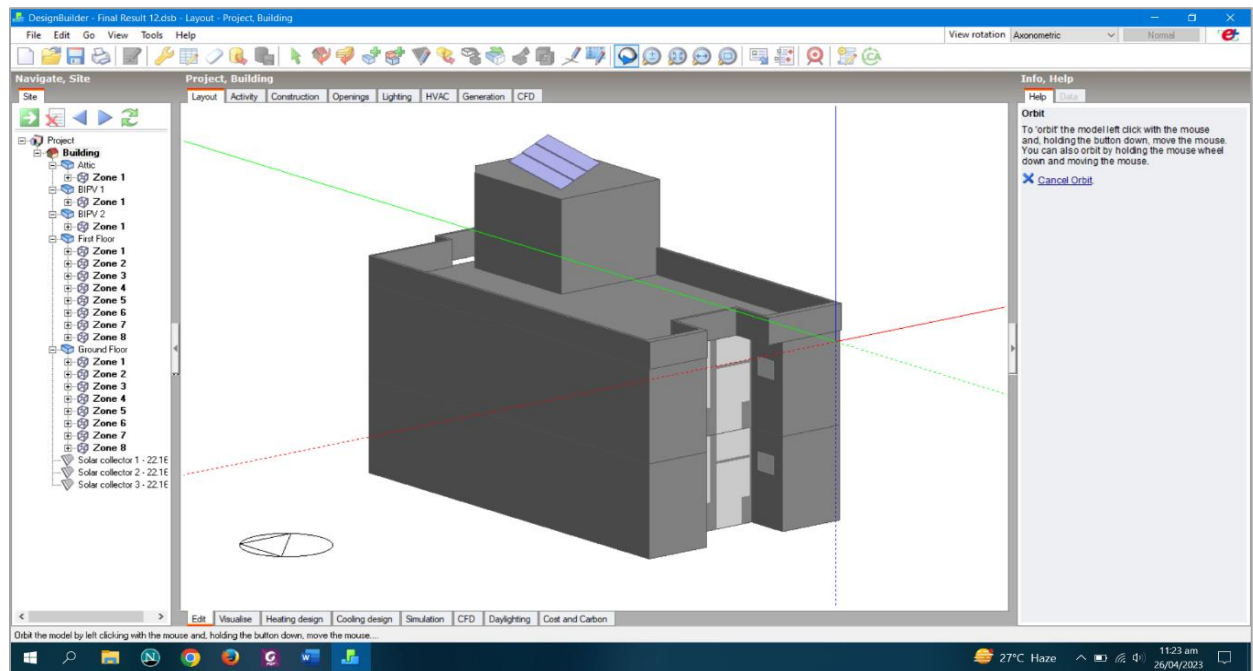 DesignBuilder - Final Result 12.dsb - Layout - Project, Building
File Edit Go View Tools Help
View rotation Axonometric Normal
Navigate, Site
Site
Project
Building
Attic
Zone 1
BIPV 1
Zone 1
BIPV 2
Zone 1
First Floor
Zone 1
Zone 2
Zone 3
Zone 4
Zone 5
Zone 6
Zone 7
Zone 8
Ground Floor
Zone 1
Zone 2
Zone 3
Zone 4
Zone 5
Zone 6
Zone 7
Zone 8
Solar collector 1 - 22.16
Solar collector 2 - 22.16
Solar collector 3 - 22.16
Project, Building
Layout Activity Construction Openings Lighting HVAC Generation CFD
Edit Visualise Heating design Cooling design Simulation CFD Daylighting Cost and Carbon
Info, Help
Help Data
Orbit
To 'orbit' the model left click with the mouse
and, holding the button down, move the mouse.
You can also orbit by holding the mouse wheel
down and moving the mouse.
Cancel Orbit
Orbit the model by left clicking with the mouse and, holding the button down, move the mouse....
27°C Haze
11:23 am
26/04/2023